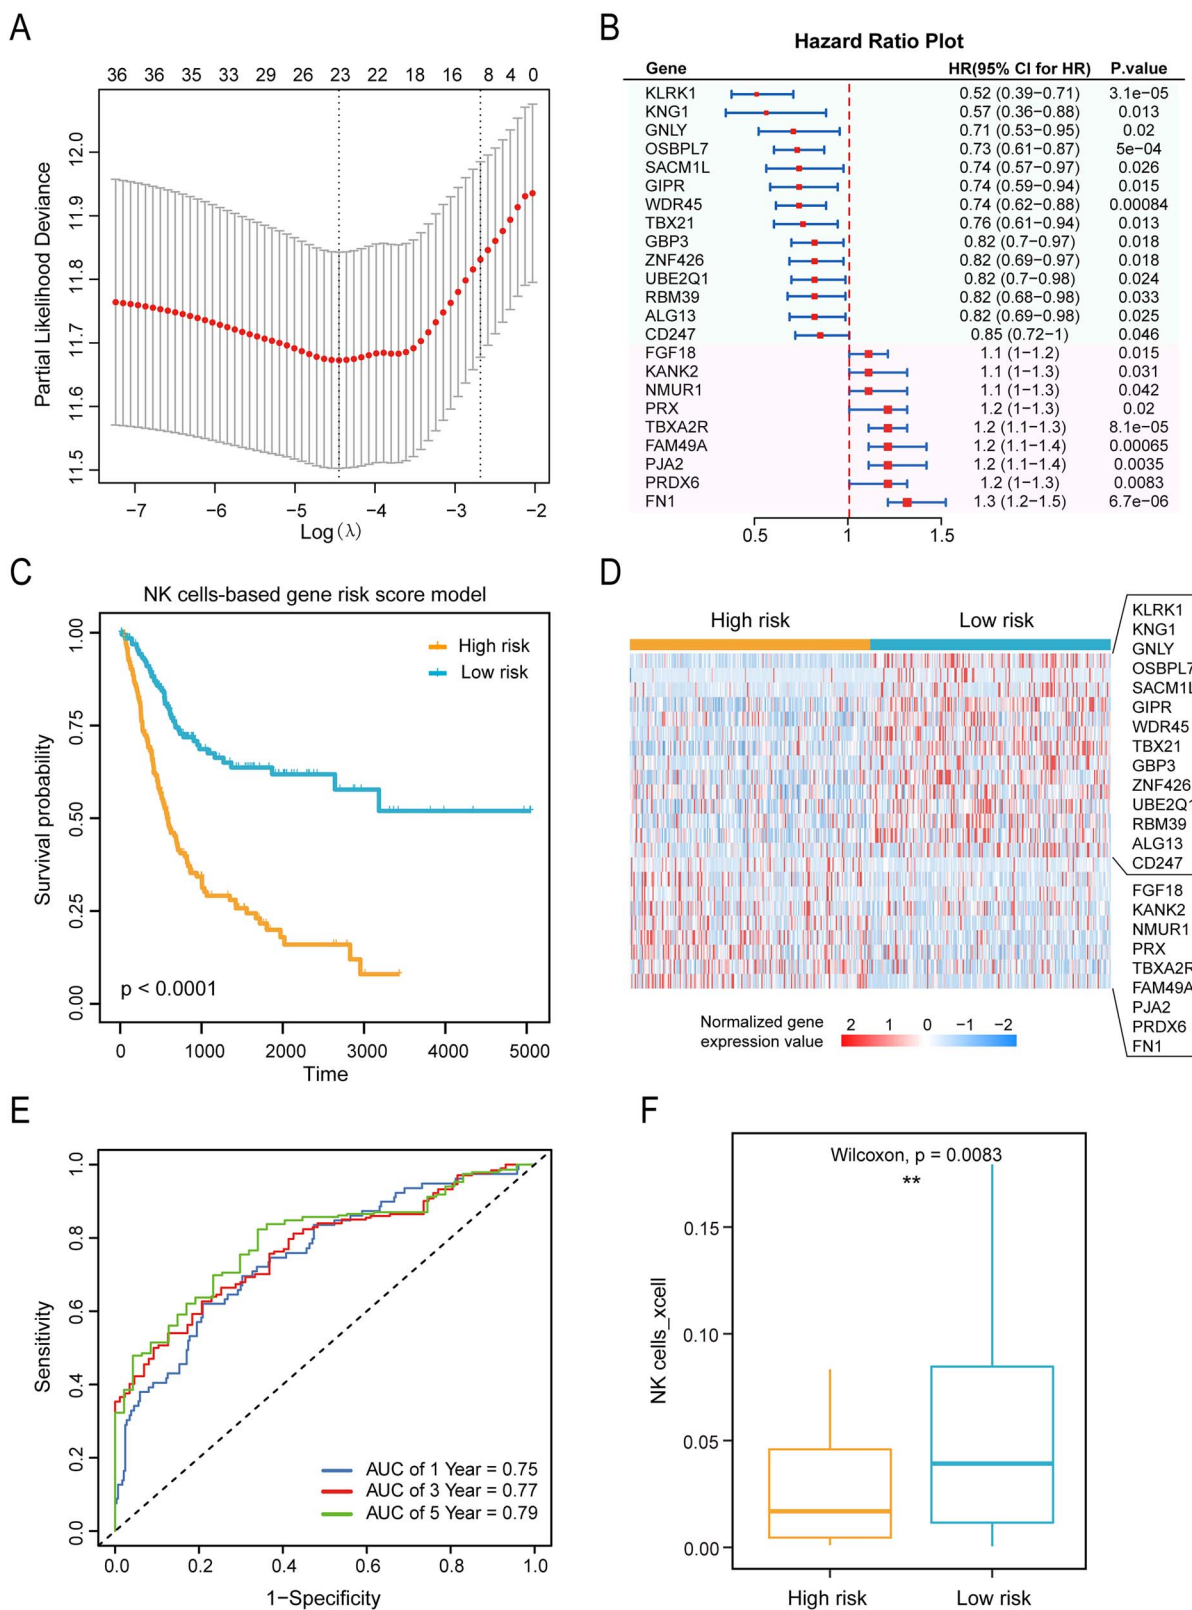 A
36 36 35 33 29 26 23 22 18 16 8 4 0
Partial Likelihood Deviance
12.0
11.9
11.8
11.7
11.6
11.5
−7 −6 −5 −4 −3 −2
Log(λ)
B
Hazard Ratio Plot
Gene HR(95% CI for HR) P.value
KLRK1 0.52 (0.39−0.71) 3.1e−05
KNG1 0.57 (0.36−0.88) 0.013
GNLY 0.71 (0.53−0.95) 0.02
OSBPL7 0.73 (0.61−0.87) 5e−04
SACM1L 0.74 (0.57−0.97) 0.026
GIPR 0.74 (0.59−0.94) 0.015
WDR45 0.74 (0.62−0.88) 0.00084
TBX21 0.76 (0.61−0.94) 0.013
GBP3 0.82 (0.7−0.97) 0.018
ZNF426 0.82 (0.69−0.97) 0.018
UBE2Q1 0.82 (0.7−0.98) 0.024
RBM39 0.82 (0.68−0.98) 0.033
ALG13 0.82 (0.69−0.98) 0.025
CD247 0.85 (0.72−1) 0.046
FGF18 1.1 (1−1.2) 0.015
KANK2 1.1 (1−1.3) 0.031
NMUR1 1.1 (1−1.3) 0.042
PRX 1.2 (1−1.3) 0.02
TBXA2R 1.2 (1.1−1.3) 8.1e−05
FAM49A 1.2 (1.1−1.4) 0.00065
PJA2 1.2 (1.1−1.4) 0.0035
PRDX6 1.2 (1−1.3) 0.0083
FN1 1.3 (1.2−1.5) 6.7e−06
0.5 1 1.5
C
NK cells-based gene risk score model
High risk
Low risk
Survival probability
1.00
0.75
0.50
0.25
0.00
p < 0.0001
0 1000 2000 3000 4000 5000
Time
D
High risk Low risk
KLRK1
KNG1
GNLY
OSBPL7
SACM1L
GIPR
WDR45
TBX21
GBP3
ZNF426
UBE2Q1
RBM39
ALG13
CD247
FGF18
KANK2
NMUR1
PRX
TBXA2R
FAM49A
PJA2
PRDX6
FN1
Normalized gene
expression value
2 1 0 −1 −2
E
Sensitivity
1.0
0.8
0.6
0.4
0.2
0.0
AUC of 1 Year = 0.75
AUC of 3 Year = 0.77
AUC of 5 Year = 0.79
0.0 0.2 0.4 0.6 0.8 1.0
1−Specificity
F
Wilcoxon, p = 0.0083
**
NK cells_xcell
0.15
0.10
0.05
0.00
High risk Low risk